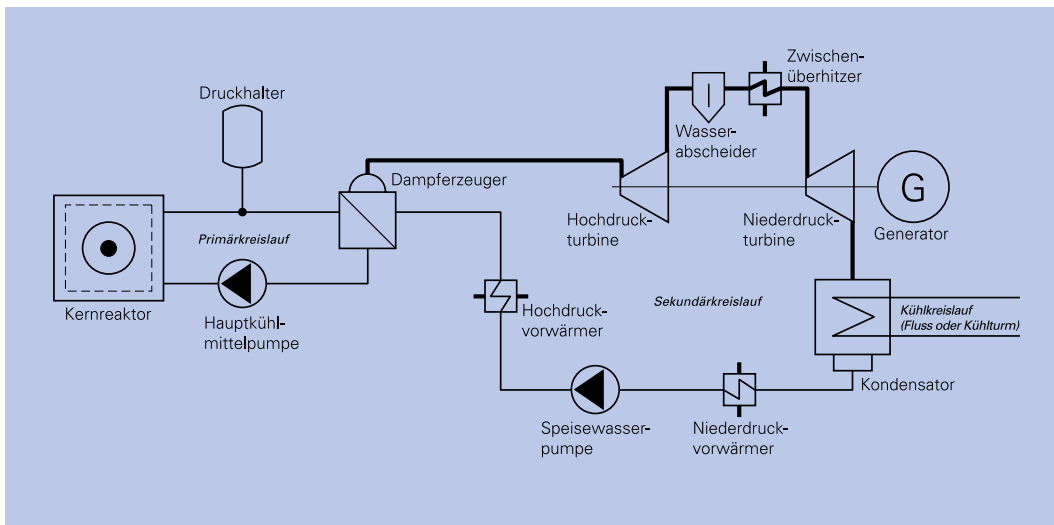 Zwischen-
überhitzer
Druckhalter
Wasser-
abscheider
Dampferzeuger
G
Hochdruck-
turbine
Niederdruck-
turbine
Generator
Primärkreislauf
Kernreaktor
Hauptkühl-
mittelpumpe
Hochdruck-
vorwärmer
Sekundärkreislauf
Kühlkreislauf
(Fluss oder Kühlturm)
Kondensator
Speisewasser-
pumpe
Niederdruck-
vorwärmer